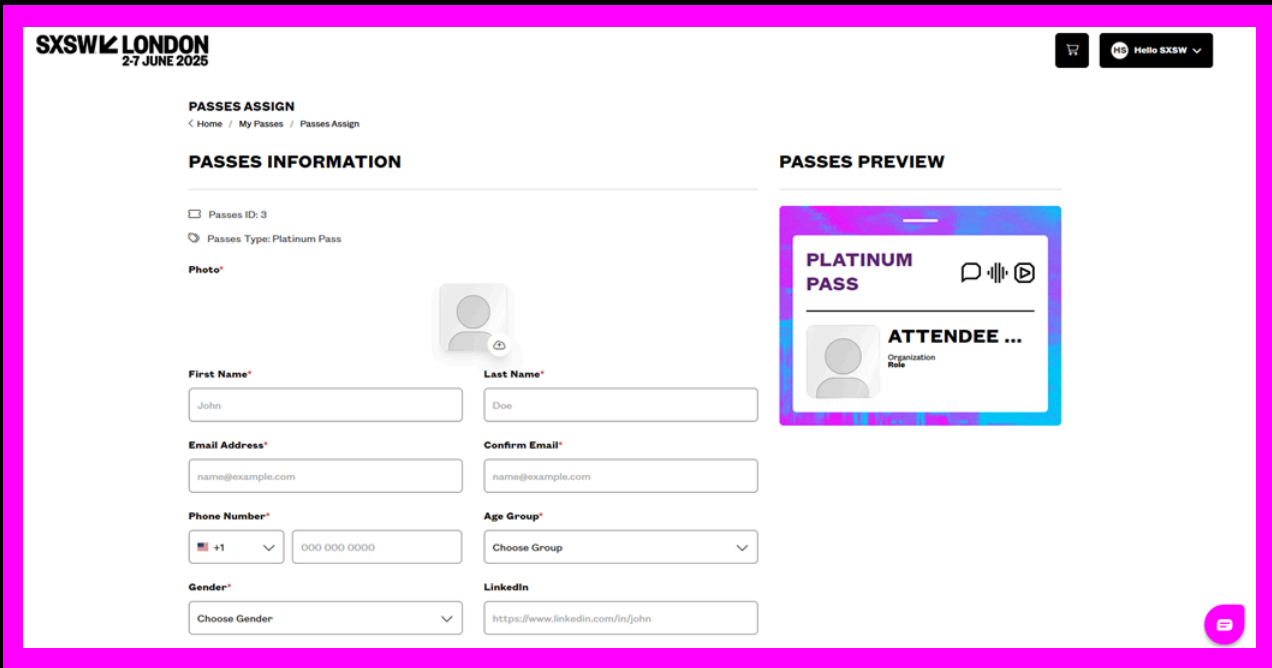 SXSW LONDON
2-7 JUNE 2025
HS Hello SXSW
PASSES ASSIGN
Home / My Passes / Passes Assign
PASSES INFORMATION
PASSES PREVIEW
Passes ID: 3
Passes Type: Platinum Pass
Photo*
PLATINUM
PASS
ATTENDEE ...
Organization
Role
First Name*
Last Name*
John
Doe
Email Address*
Confirm Email*
name@example.com
name@example.com
Phone Number*
Age Group*
+1
000 000 0000
Choose Group
Gender*
LinkedIn
Choose Gender
https://www.linkedin.com/in/john